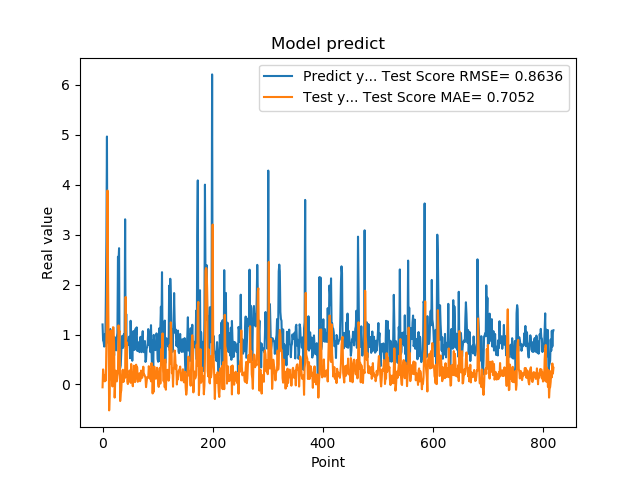 Model predict
Predict y... Test Score RMSE= 0.8636
Test y... Test Score MAE= 0.7052
Real value
6
5
4
3
2
1
0
0 200 400 600 800
Point